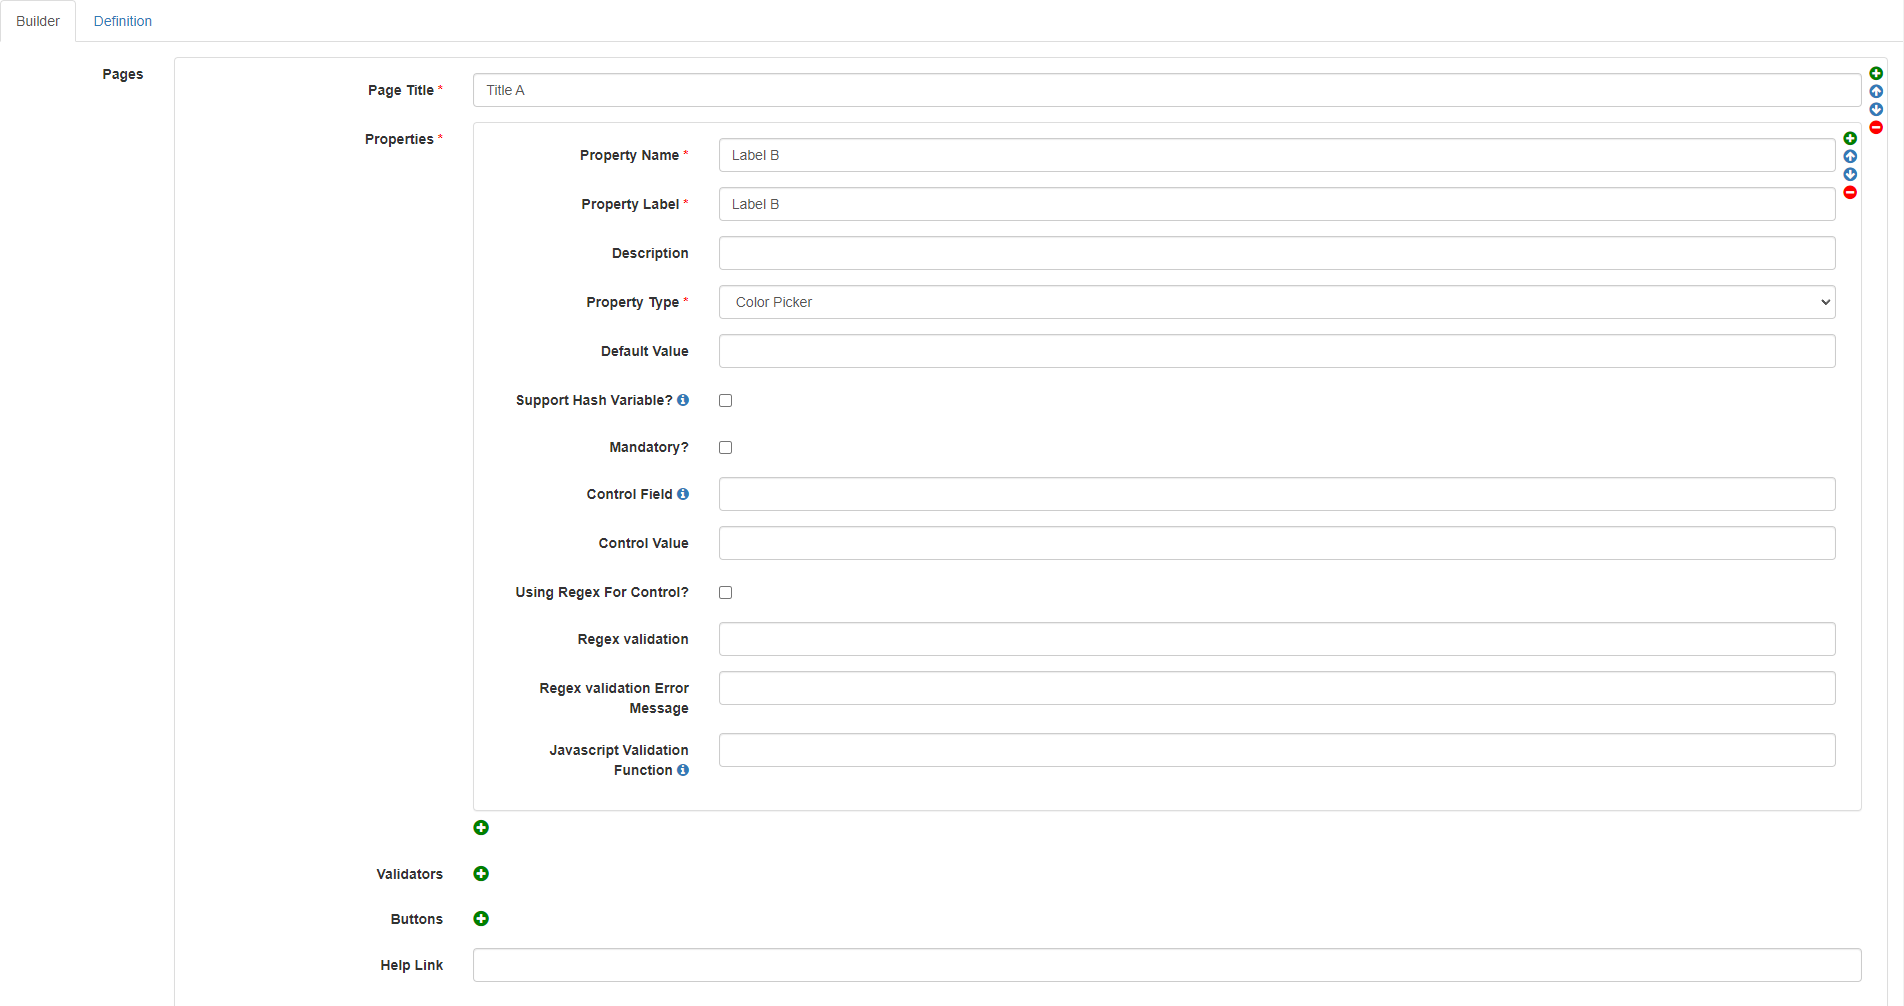 Builder
Definition
Pages
Page Title *
Title A
Properties *
Property Name *
Label B
Property Label *
Label B
Description
Property Type *
Color Picker
Default Value
Support Hash Variable?
Mandatory?
Control Field
Control Value
Using Regex For Control?
Regex validation
Regex validation Error
Message
Javascript Validation
Function
Validators
Buttons
Help Link